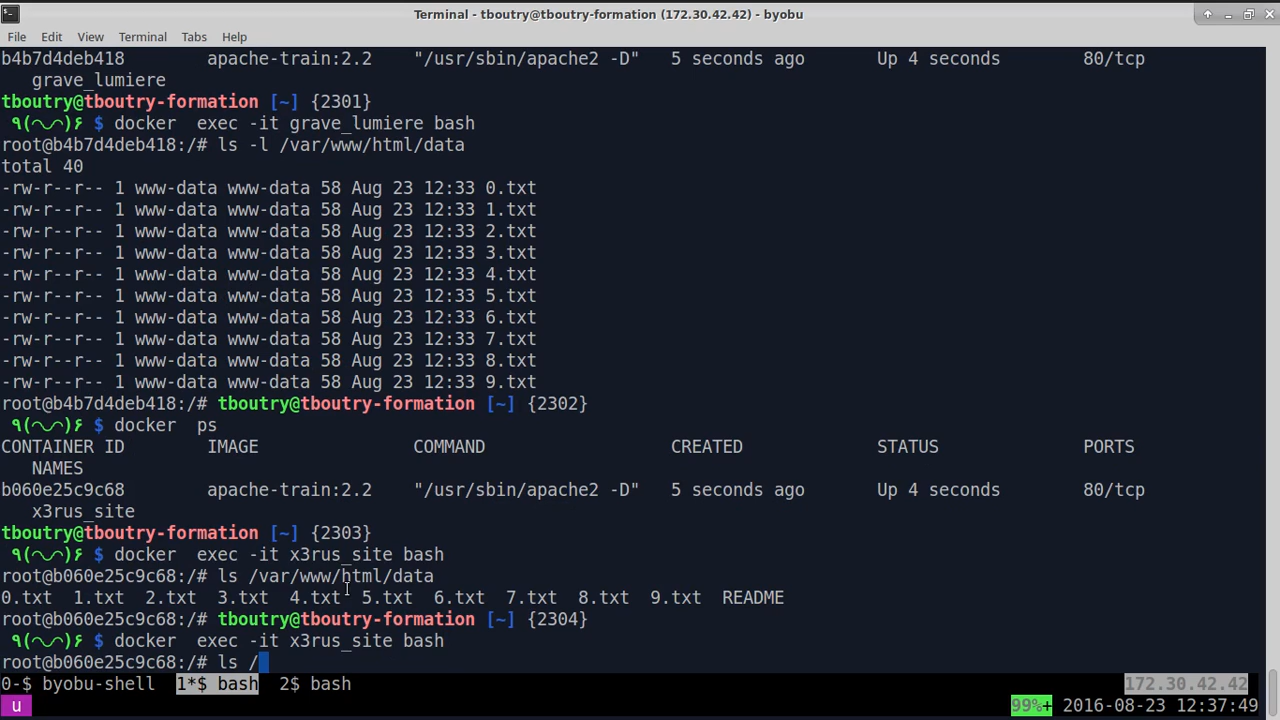 Terminal - tboutry@tboutry-formation (172.30.42.42) - byobu
File Edit View Terminal Tabs Help
b4b7d4deb418 apache-train:2.2 "/usr/sbin/apache2 -D" 5 seconds ago Up 4 seconds 80/tcp
grave_lumiere
tboutry@tboutry-formation [~] {2301}
٩(◠◡◠)۶ $ docker exec -it grave_lumiere bash
root@b4b7d4deb418:/# ls -l /var/www/html/data
total 40
-rw-r--r-- 1 www-data www-data 58 Aug 23 12:33 0.txt
-rw-r--r-- 1 www-data www-data 58 Aug 23 12:33 1.txt
-rw-r--r-- 1 www-data www-data 58 Aug 23 12:33 2.txt
-rw-r--r-- 1 www-data www-data 58 Aug 23 12:33 3.txt
-rw-r--r-- 1 www-data www-data 58 Aug 23 12:33 4.txt
-rw-r--r-- 1 www-data www-data 58 Aug 23 12:33 5.txt
-rw-r--r-- 1 www-data www-data 58 Aug 23 12:33 6.txt
-rw-r--r-- 1 www-data www-data 58 Aug 23 12:33 7.txt
-rw-r--r-- 1 www-data www-data 58 Aug 23 12:33 8.txt
-rw-r--r-- 1 www-data www-data 58 Aug 23 12:33 9.txt
root@b4b7d4deb418:/# tboutry@tboutry-formation [~] {2302}
٩(◠◡◠)۶ $ docker ps
CONTAINER ID IMAGE COMMAND CREATED STATUS PORTS
NAMES
b060e25c9c68 apache-train:2.2 "/usr/sbin/apache2 -D" 5 seconds ago Up 4 seconds 80/tcp
x3rus_site
tboutry@tboutry-formation [~] {2303}
٩(◠◡◠)۶ $ docker exec -it x3rus_site bash
root@b060e25c9c68:/# ls /var/www/html/data
0.txt 1.txt 2.txt 3.txt 4.txt 5.txt 6.txt 7.txt 8.txt 9.txt README
root@b060e25c9c68:/# tboutry@tboutry-formation [~] {2304}
٩(◠◡◠)۶ $ docker exec -it x3rus_site bash
root@b060e25c9c68:/# ls /
0-$ byobu-shell 1*$ bash 2$ bash 172.30.42.42
u 99%+ 2016-08-23 12:37:49